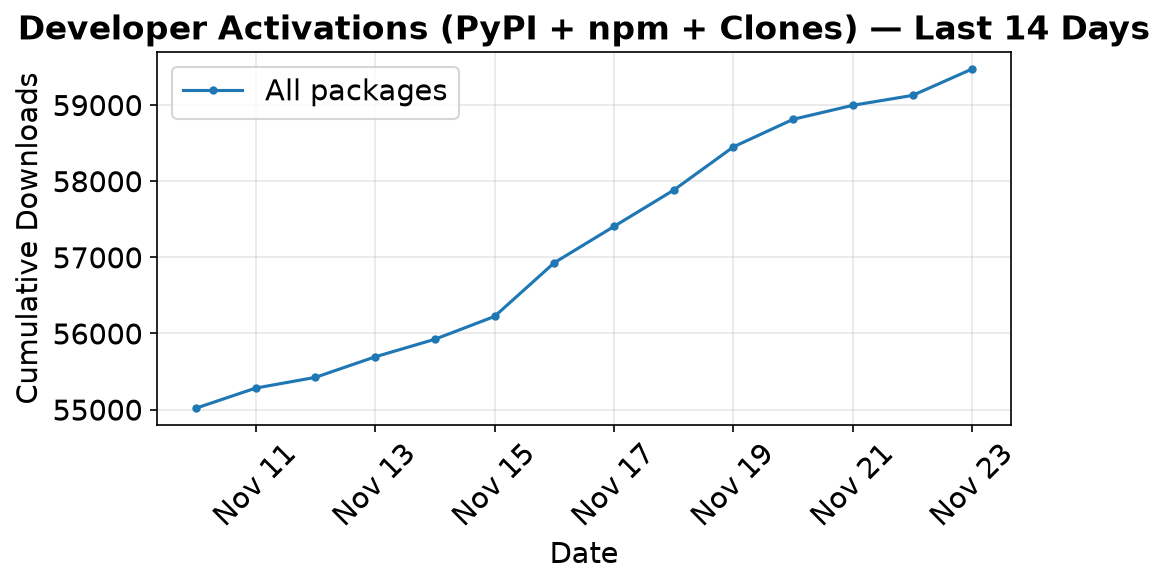 Developer Activations (PyPI + npm + Clones) — Last 14 Days
All packages
Cumulative Downloads
59000
58000
57000
56000
55000
Nov 11
Nov 13
Nov 15
Nov 17
Nov 19
Nov 21
Nov 23
Date